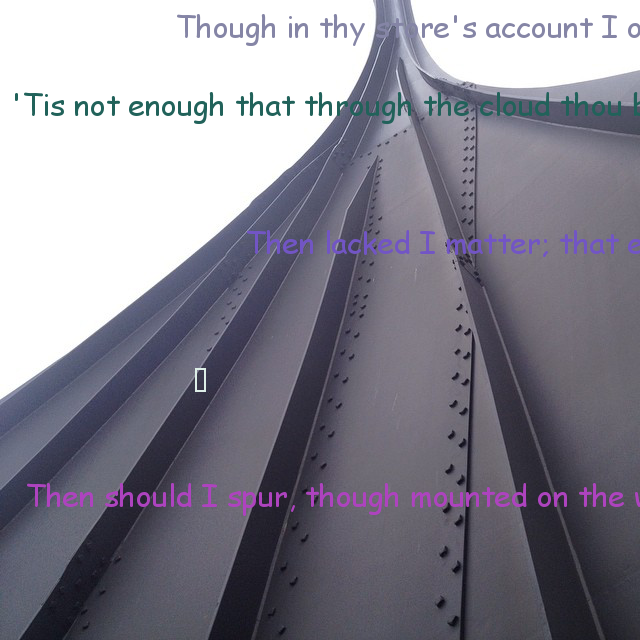 Though in thy store's account I o
'Tis not enough that through the cloud thou b
Then lacked I matter; that e
Then should I spur, though mounted on the w